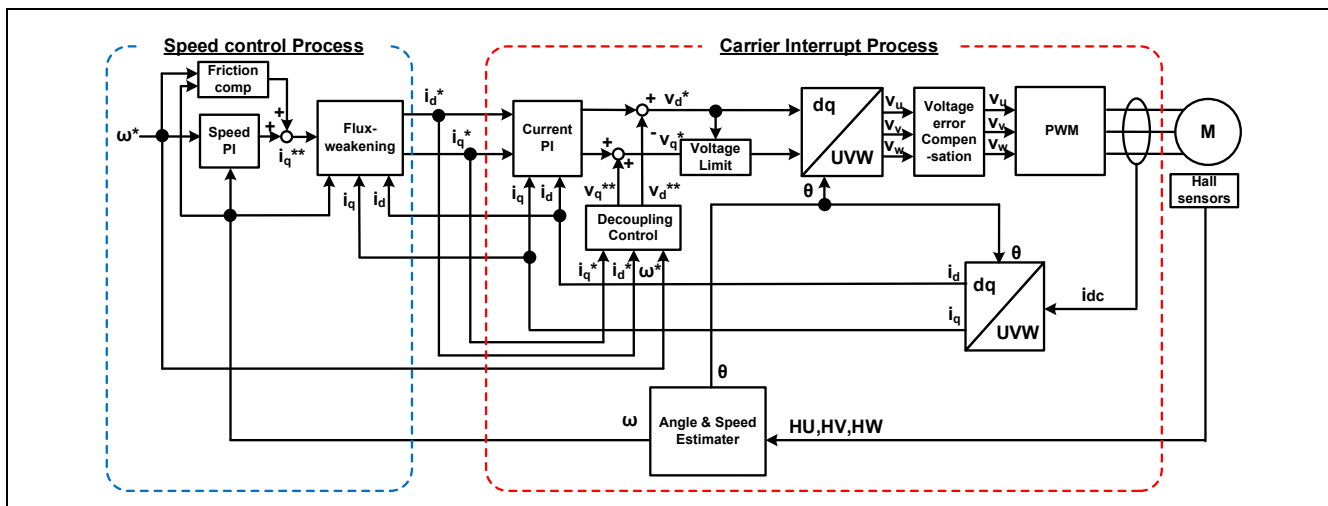 Speed control Process
Carrier Interrupt Process
Friction
comp
ω*
Speed
PI
+
+
iq**
Flux-
weakening
id*
iq*
iq
id
Current
PI
+
-
vd*
+
+
vq*
Voltage
Limit
vq**
vd**
iq
id
Decoupling
Control
iq*
id*
ω*
dq
UVW
θ
vu
vv
vw
Voltage
error
Compen
-sation
vu
vv
vw
PWM
M
Hall
sensors
θ
id
iq
dq
UVW
idc
θ
ω
Angle & Speed
Estimater
HU,HV,HW